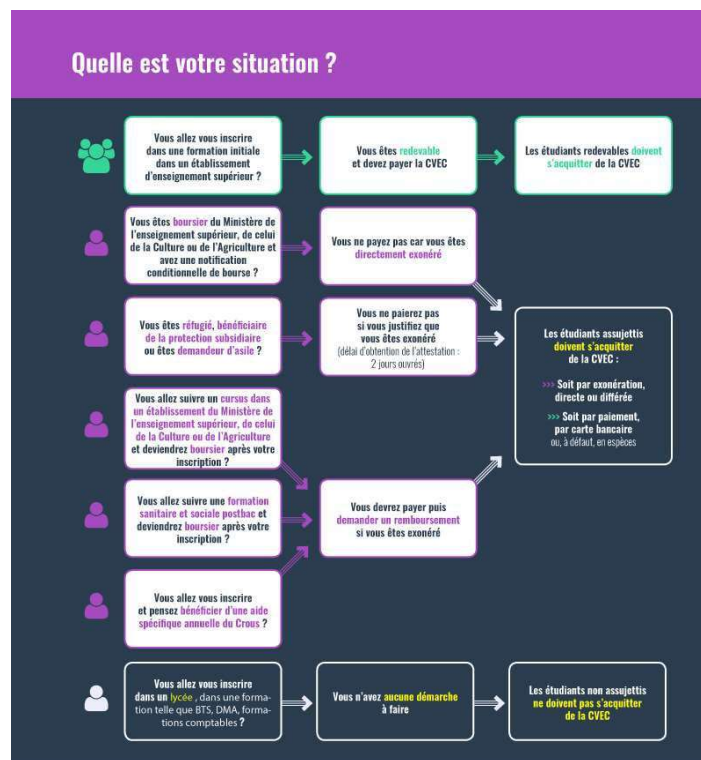 Quelle est votre situation ?
Vous allez vous inscrire
dans une formation initiale
dans un établissement
d'enseignement supérieur ?
Vous êtes redevable
et devez payer la CVEC
Les étudiants redevables doivent
s'acquitter de la CVEC
Vous êtes boursier du Ministère de
l'enseignement supérieur, de celui
de la Culture ou de l'Agriculture et
avez une notification
conditionnelle de bourse ?
Vous ne payez pas car vous êtes
directement exonéré
Vous êtes réfugié, bénéficiaire
de la protection subsidiaire
ou êtes demandeur d'asile ?
Vous ne paierez pas
si vous justifiez que
vous êtes exonéré
(délai d'obtention de l'attestation :
2 jours ouvrés)
Les étudiants assujettis
doivent s'acquitter
de la CVEC :
>>> Soit par exonération,
directe ou différée
>>> Soit par paiement,
par carte bancaire
ou, à défaut, en espèces
Vous allez suivre un cursus dans
un établissement du Ministère de
l'enseignement supérieur, de celui
de la Culture ou de l'Agriculture
et deviendrez boursier après votre
inscription ?
Vous allez suivre une formation
sanitaire et sociale postbac et
deviendrez boursier après votre
inscription ?
Vous devrez payer puis
demander un remboursement
si vous êtes exonéré
Vous allez vous inscrire
et pensez bénéficier d'une aide
spécifique annuelle du Crous ?
Vous allez vous inscrire
dans un lycée , dans une forma-
tion telle que BTS, DMA, forma-
tions comptables ?
Vous n'avez aucune démarche
à faire
Les étudiants non assujettis
ne doivent pas s'acquitter
de la CVEC